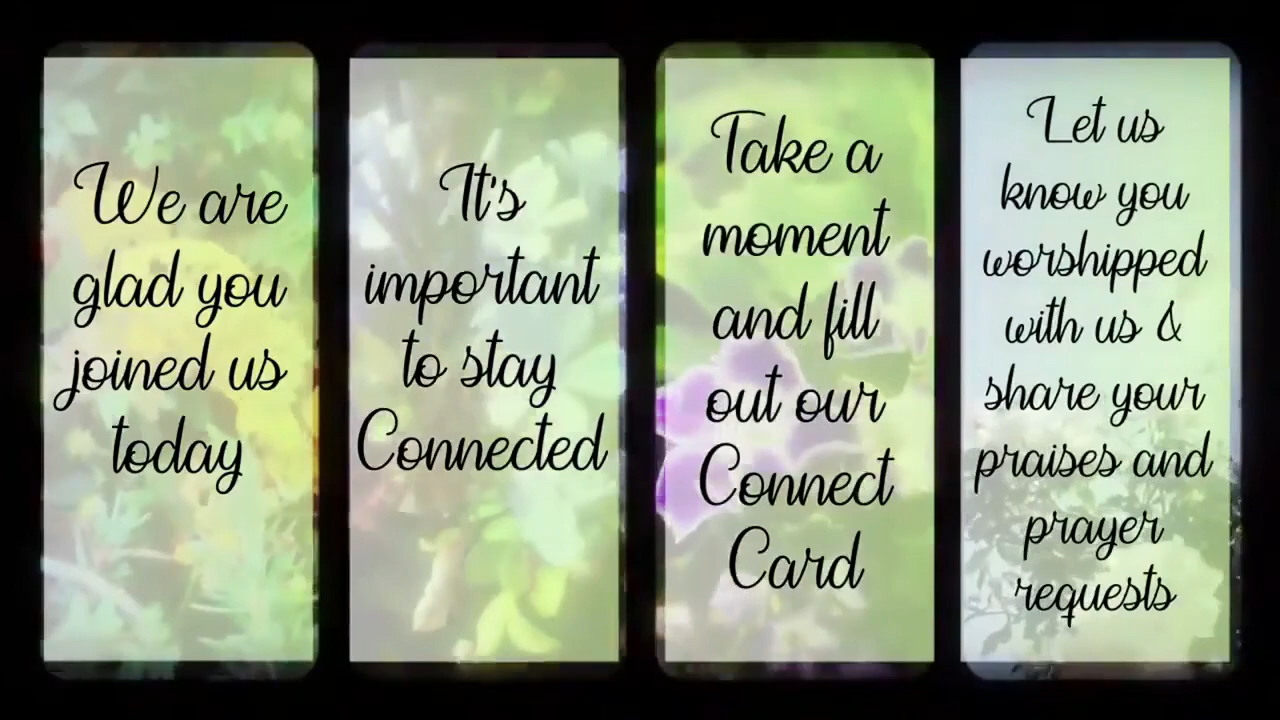 We are
glad you
joined us
today
It's
important
to stay
Connected
Take a
moment
and fill
out our
Connect
Card
Let us
know you
worshipped
with us &
share your
praises and
prayer
requests